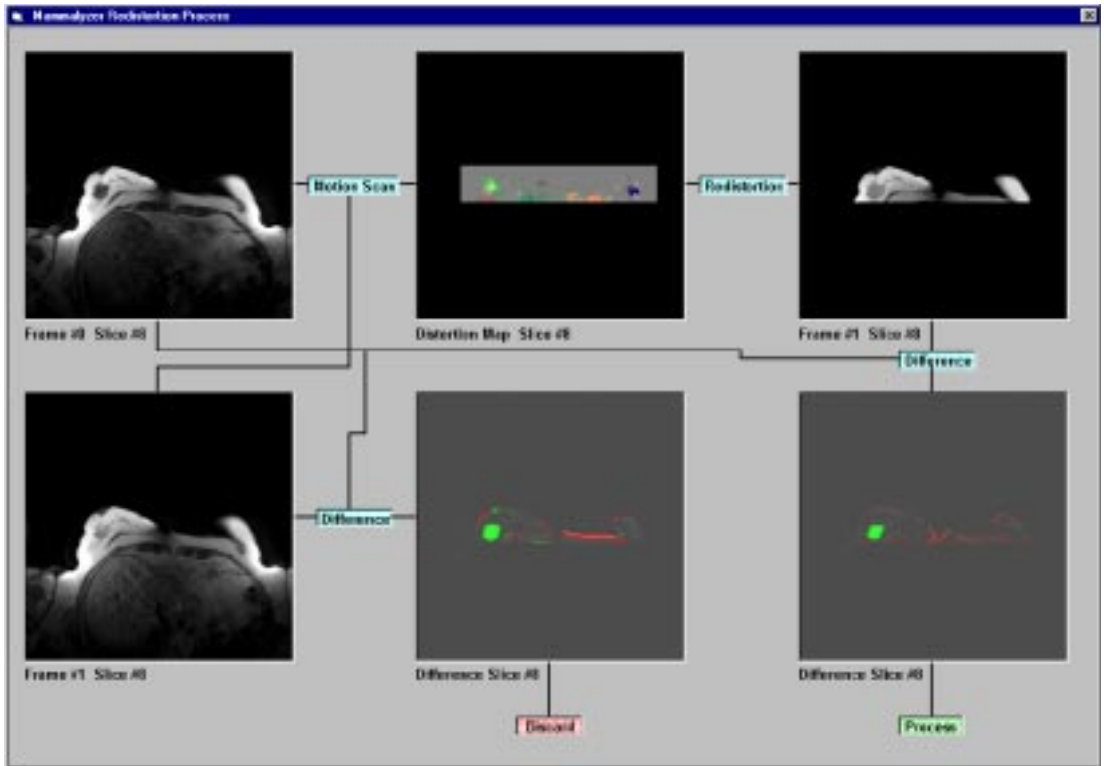 Mammalyzer Redistortion Process
Motion Scan
Redistortion
Frame #0 Slice #8
Distortion Map Slice #8
Frame #1 Slice #8
Difference
Difference
Frame #1 Slice #8
Difference Slice #8
Difference Slice #8
Discard
Process